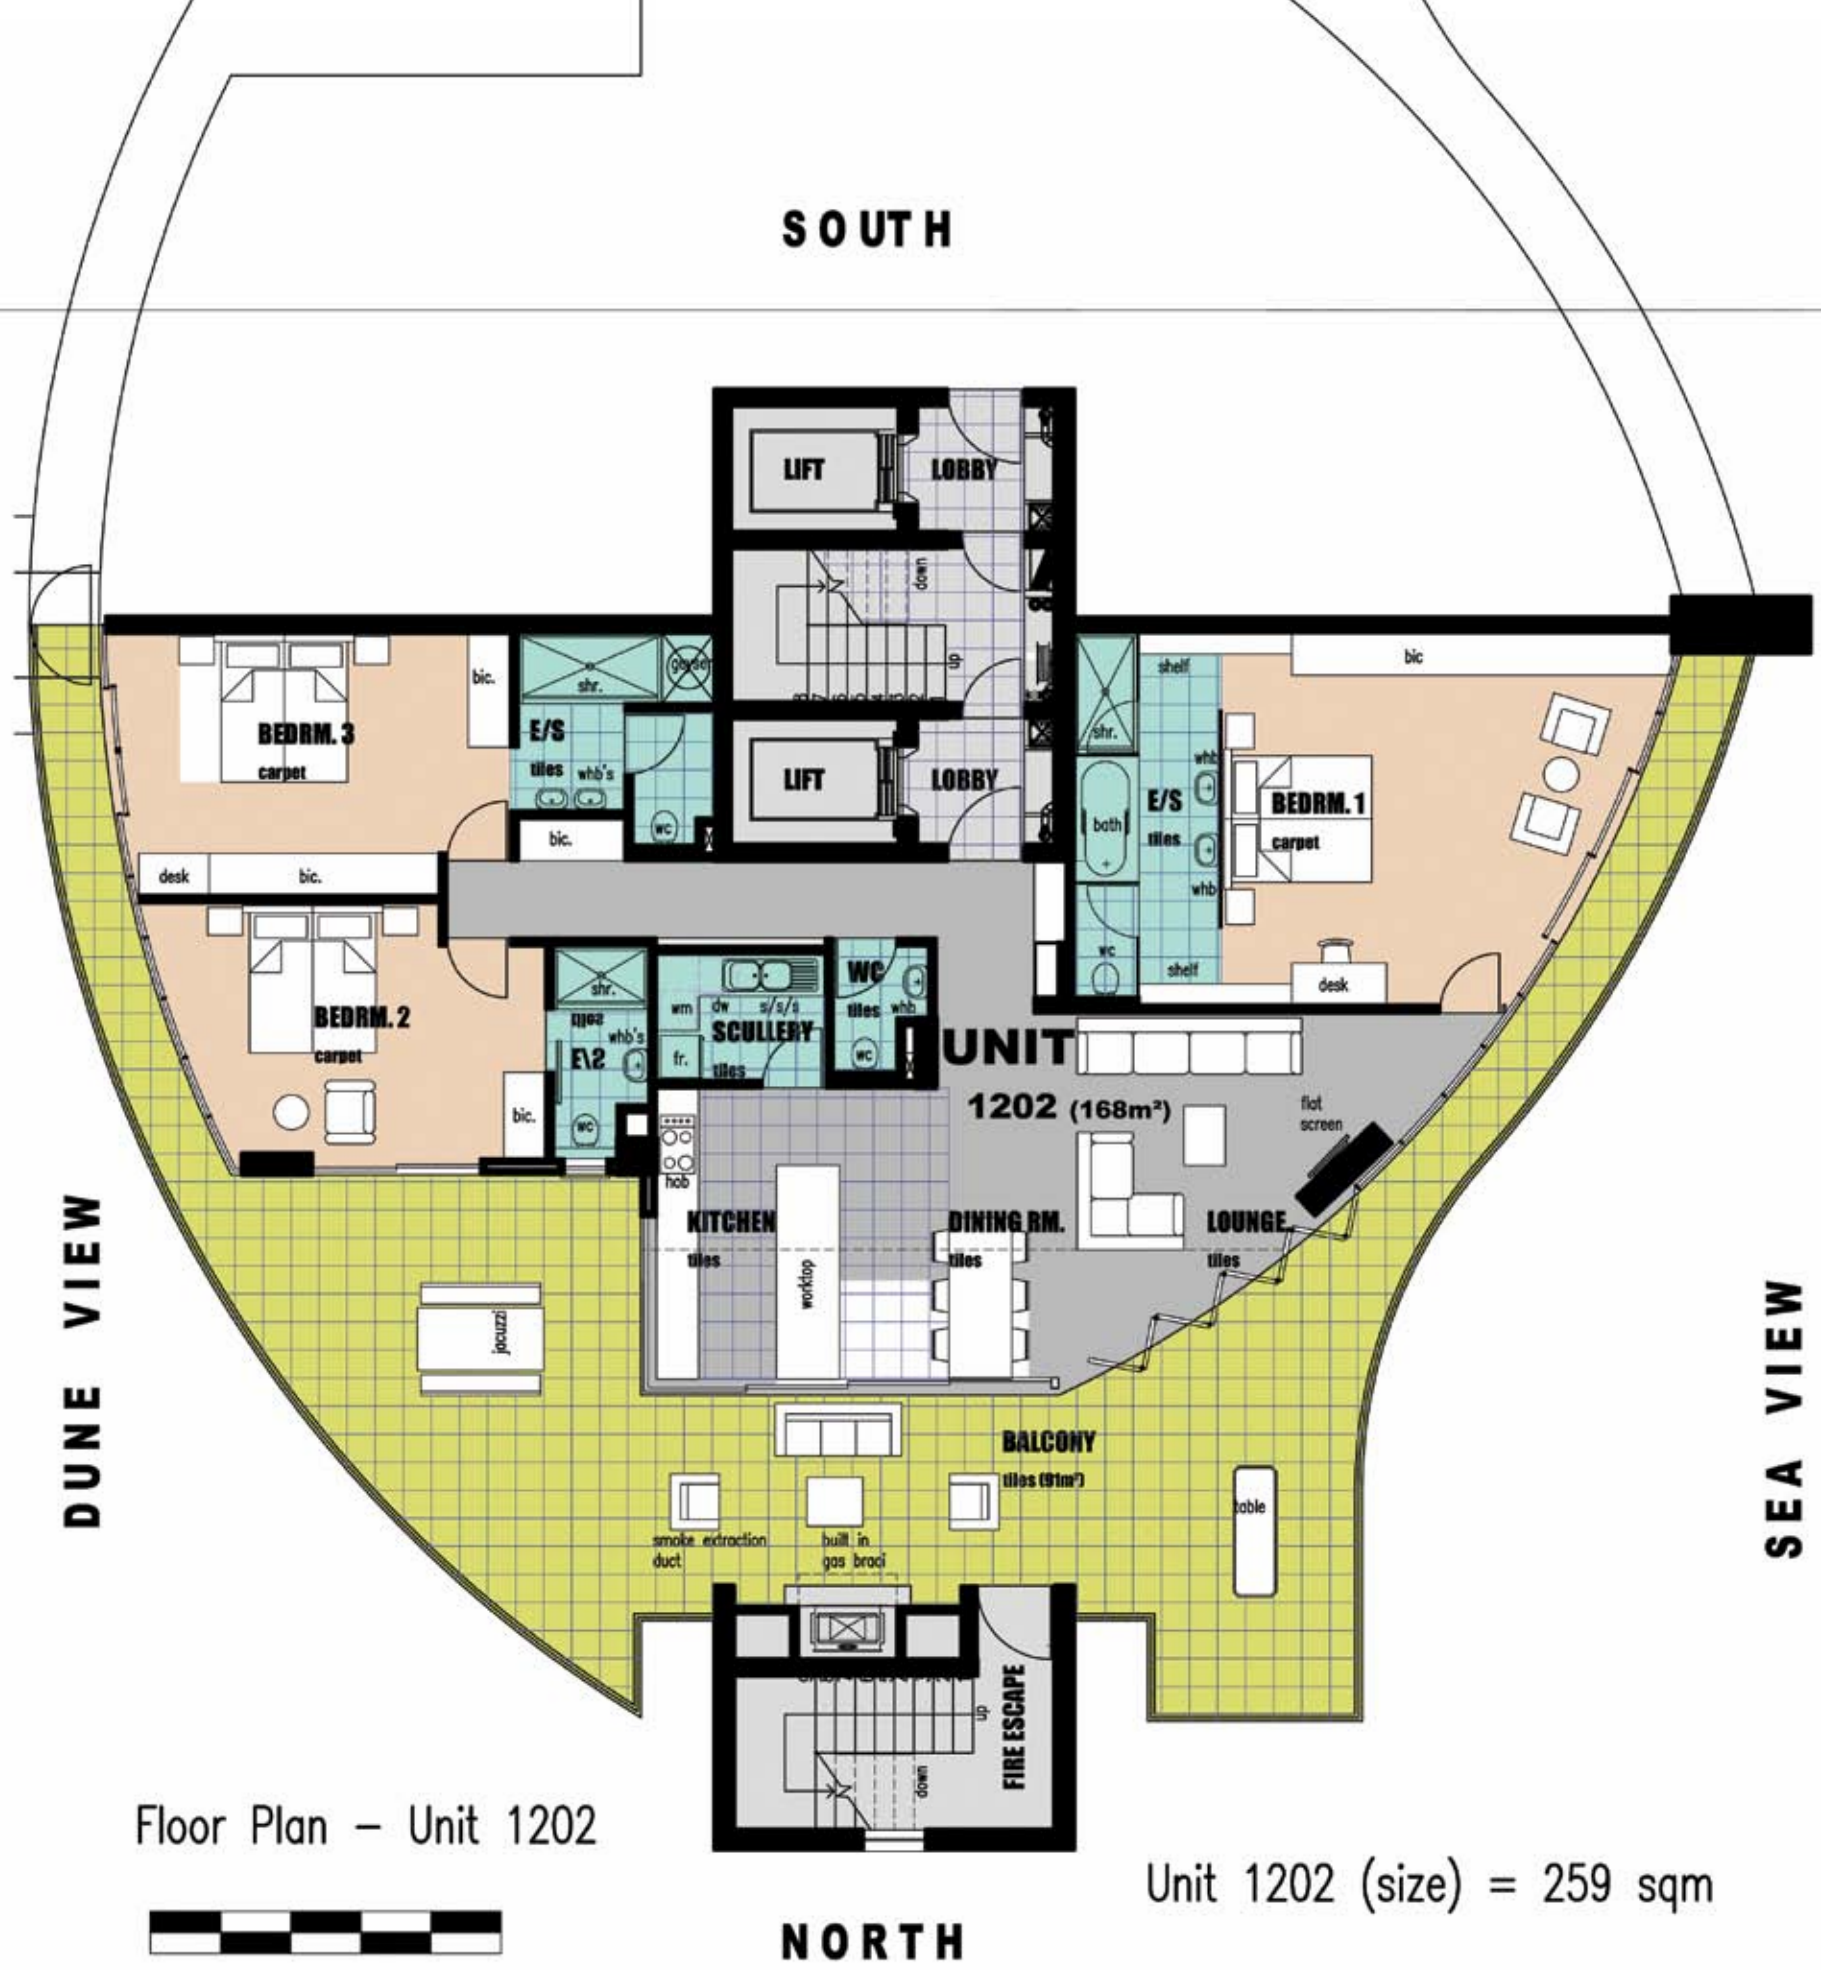 SOUTH
LIFT
LOBBY
down
up
LIFT
LOBBY
BEDRM. 3
carpet
bic.
shr.
geyser
E/S
tiles
whb's
wc
bic.
desk
bic.
shr.
shelf
bic
whb
E/S
tiles
bath
BEDRM. 1
carpet
whb
wc
shelf
desk
BEDRM. 2
carpet
bic.
shr.
tiles
whb's
E/S
wc
wm
dw
s/s/s
SCULLERY
fr.
tiles
WC
tiles
whb
wc
UNIT
1202 (168m²)
flat
screen
hob
KITCHEN
tiles
worktop
DINING RM.
tiles
LOUNGE
tiles
DUNE VIEW
SEA VIEW
jacuzzi
BALCONY
tiles (91m²)
table
smoke extraction
duct
built in
gas braci
up
down
FIRE ESCAPE
Floor Plan - Unit 1202
Unit 1202 (size) = 259 sqm
NORTH